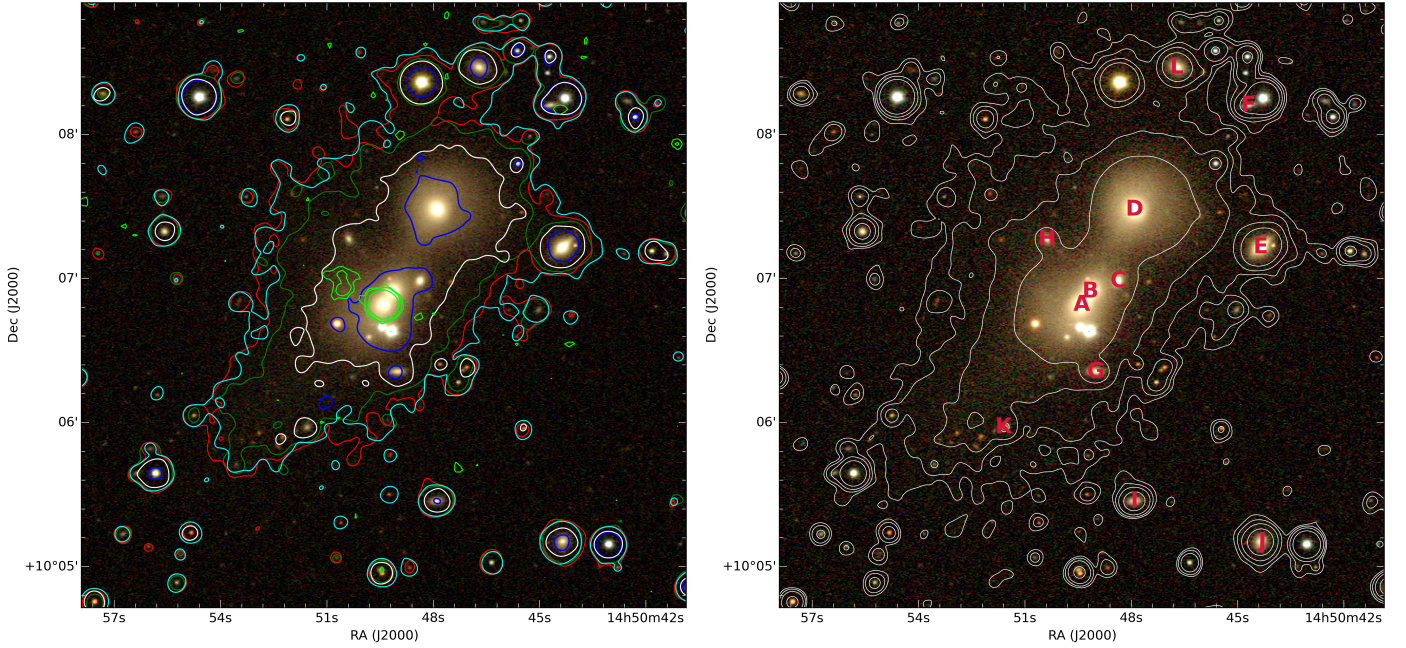 08'
07'
06'
+10°05'
57s
54s
51s
48s
45s
14h50m42s
RA (J2000)
Dec (J2000)
08'
07'
06'
+10°05'
57s
54s
51s
48s
45s
14h50m42s
RA (J2000)
Dec (J2000)
L
F
D
H
E
C
B
A
G
K
I
J